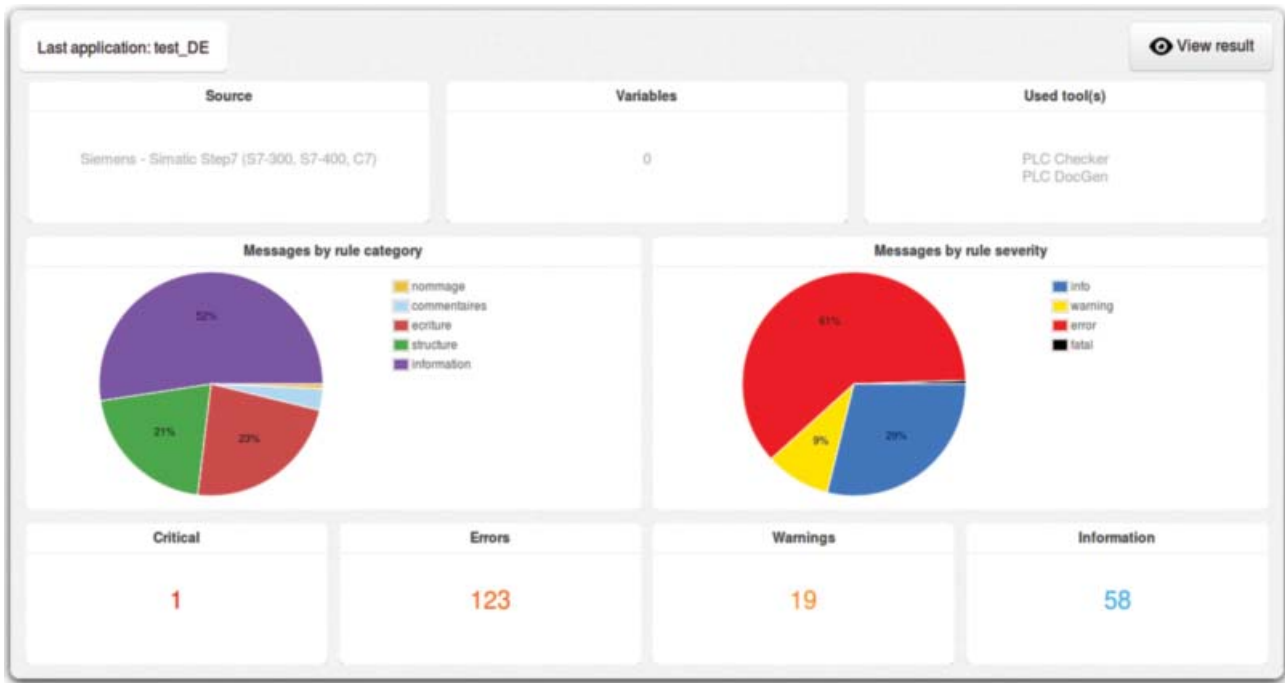 Last application: test_DE
View result
Source
Variables
Used tool(s)
Siemens - Simatic Step7 (S7-300, S7-400, C7)
0
PLC Checker
PLC DocGen
Messages by rule category
52%
21%
23%
nommage
commentaires
ecriture
structure
information
Messages by rule severity
61%
9%
29%
info
warning
error
fatal
Critical
Errors
Warnings
Information
1
123
19
58